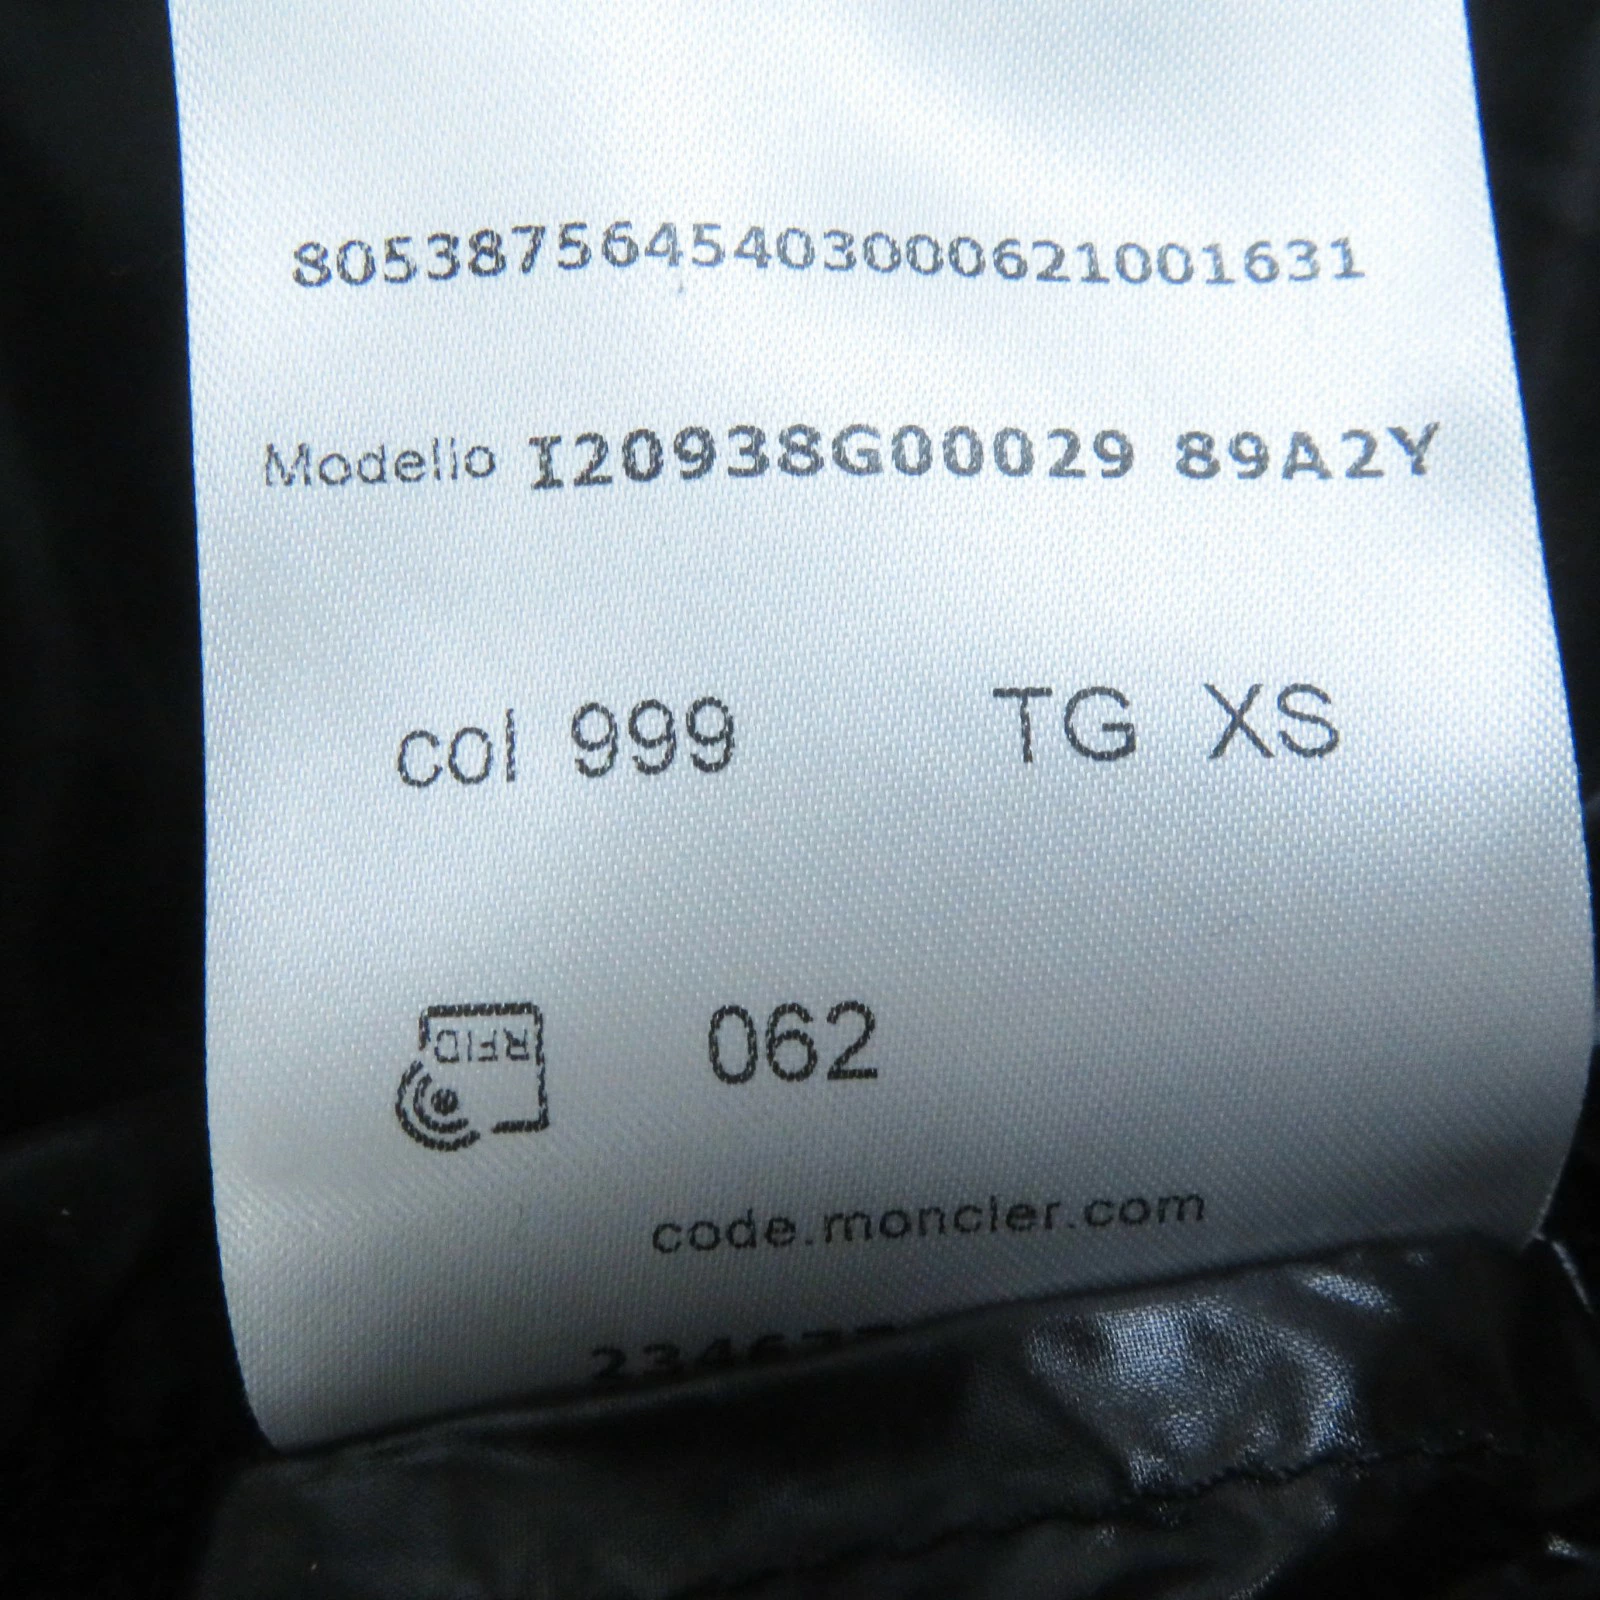 8053875645403000621001631
Modello I20938G00029 89A2Y
col 999 TG XS
RFID 062
code.moncler.com